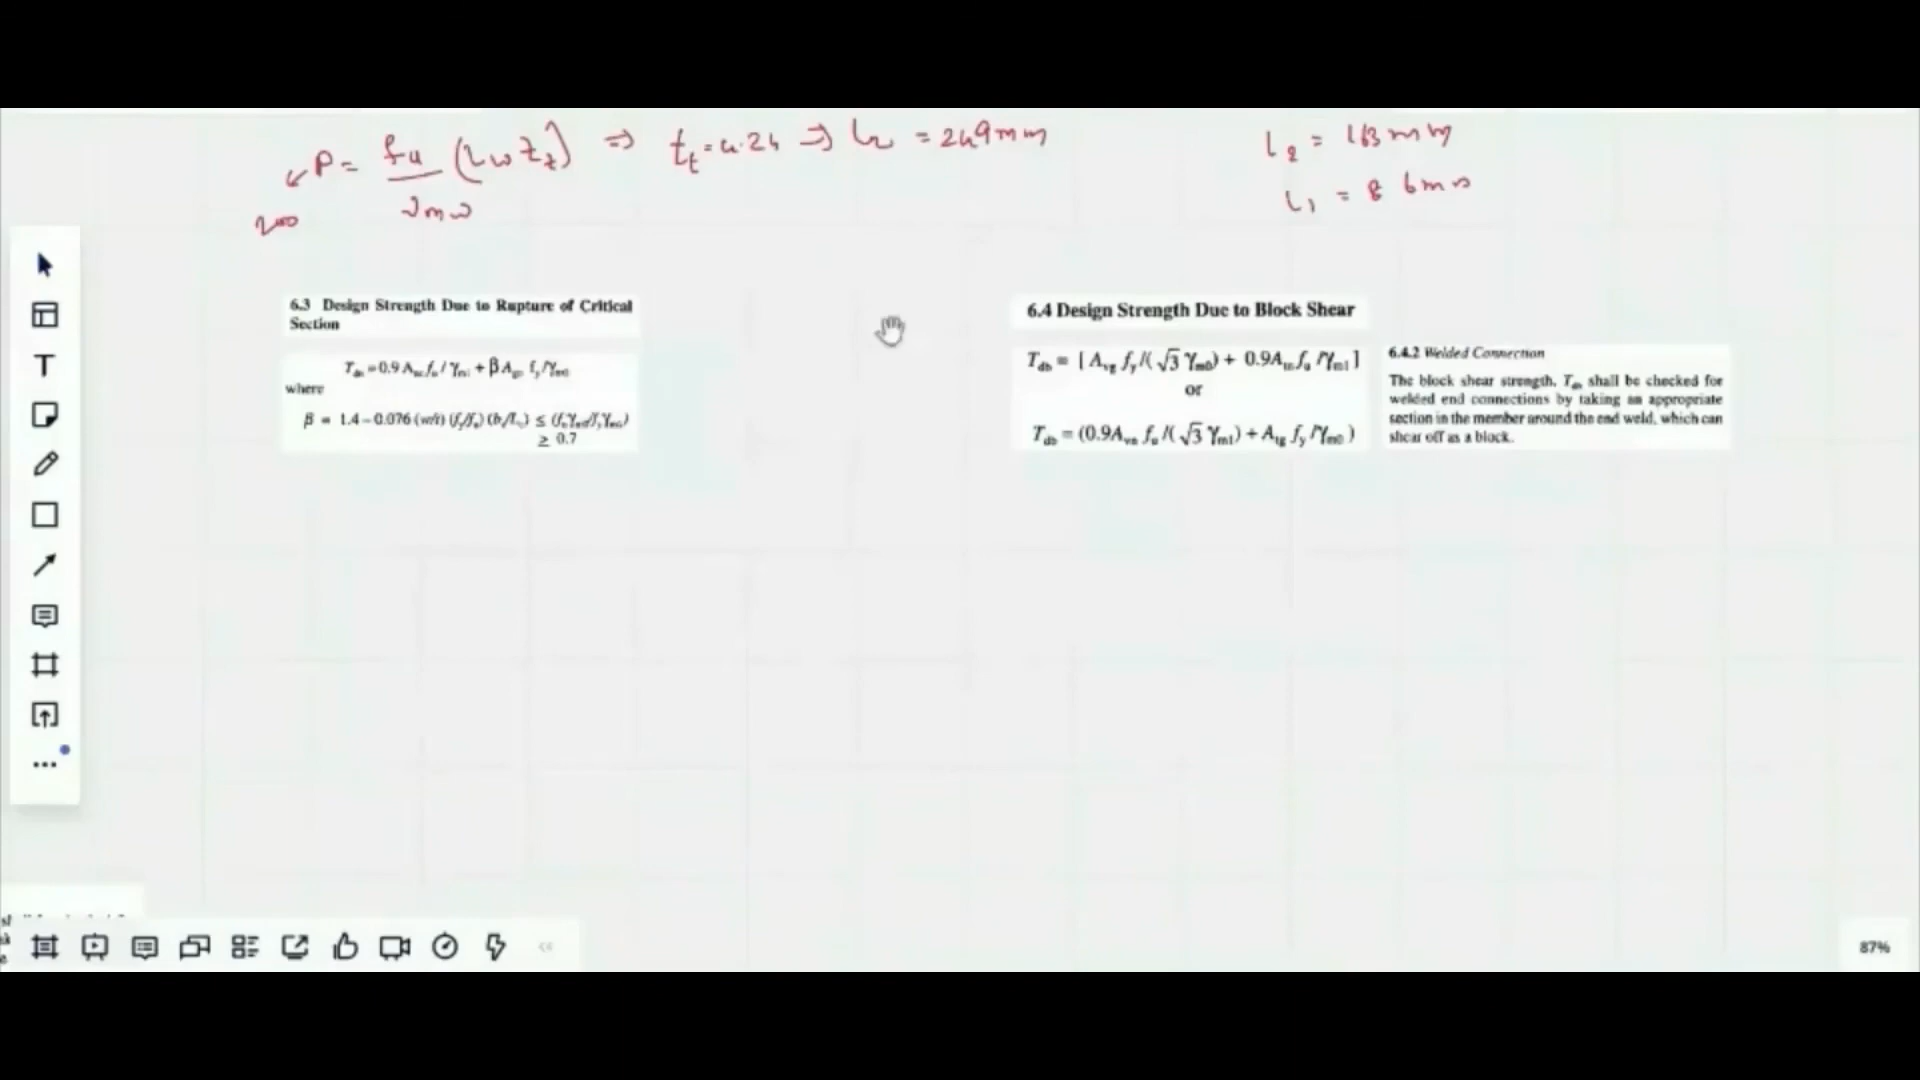 P = fu/γmw (Lw tt) ⇒ tt = 4.24 ⇒ Lw = 249mm
200
l2 = 163mm
l1 = 86mm
6.3 Design Strength Due to Rupture of Critical
Section
Tdn = 0.9 Anc fu / γm1 + β Ago fy / γm0
where
β = 1.4 – 0.076 (w/t) (fy/fu) (bs/Lc) ≤ (fu γm0/fy γm1)
≥ 0.7
6.4 Design Strength Due to Block Shear
Tdb = [ Avg fy /( √3 γm0) + 0.9Atn fu /γm1 ]
or
Tdb = (0.9Avn fu /( √3 γm1) + Atg fy /γm0 )
6.4.2 Welded Connection
The block shear strength, Tdb shall be checked for
welded end connections by taking an appropriate
section in the member around the end weld, which can
shear off as a block.
T
87%